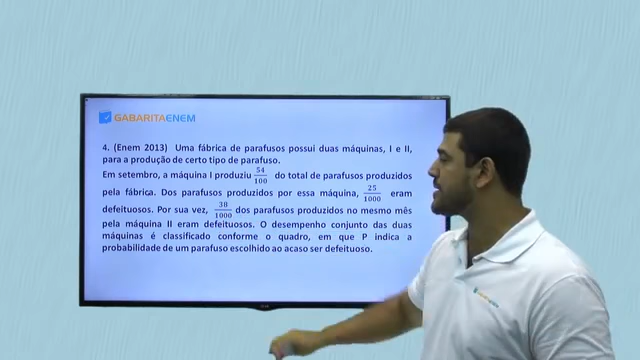 GABARITAENEM
4. (Enem 2013) Uma fábrica de parafusos possui duas máquinas, I e II,
para a produção de certo tipo de parafuso.
Em setembro, a máquina I produziu 54/100 do total de parafusos produzidos
pela fábrica. Dos parafusos produzidos por essa máquina, 25/1000 eram
defeituosos. Por sua vez, 38/1000 dos parafusos produzidos no mesmo mês
pela máquina II eram defeituosos. O desempenho conjunto das duas
máquinas é classificado conforme o quadro, em que P indica a
probabilidade de um parafuso escolhido ao acaso ser defeituoso.